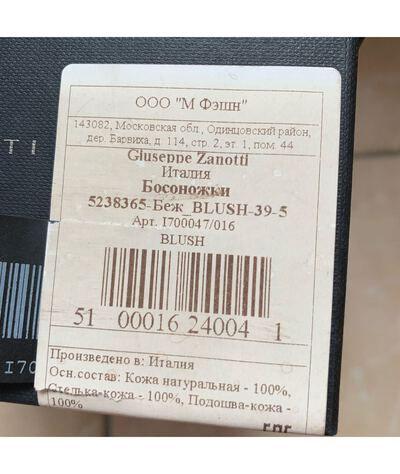 ООО "М Фэшн"
143082, Московская обл., Одинцовский район,
дер. Барвиха, д. 114, стр. 2, эт. 1, пом. 44
Giuseppe Zanotti
Италия
Босоножки
5238365-Беж_BLUSH-39-5
Арт. I700047/016
BLUSH
51 00016 24004 1
Произведено в: Италия
Осн.состав: Кожа натуральная - 100%,
Стелька-кожа - 100%, Подошва-кожа -
100%
TI
I70